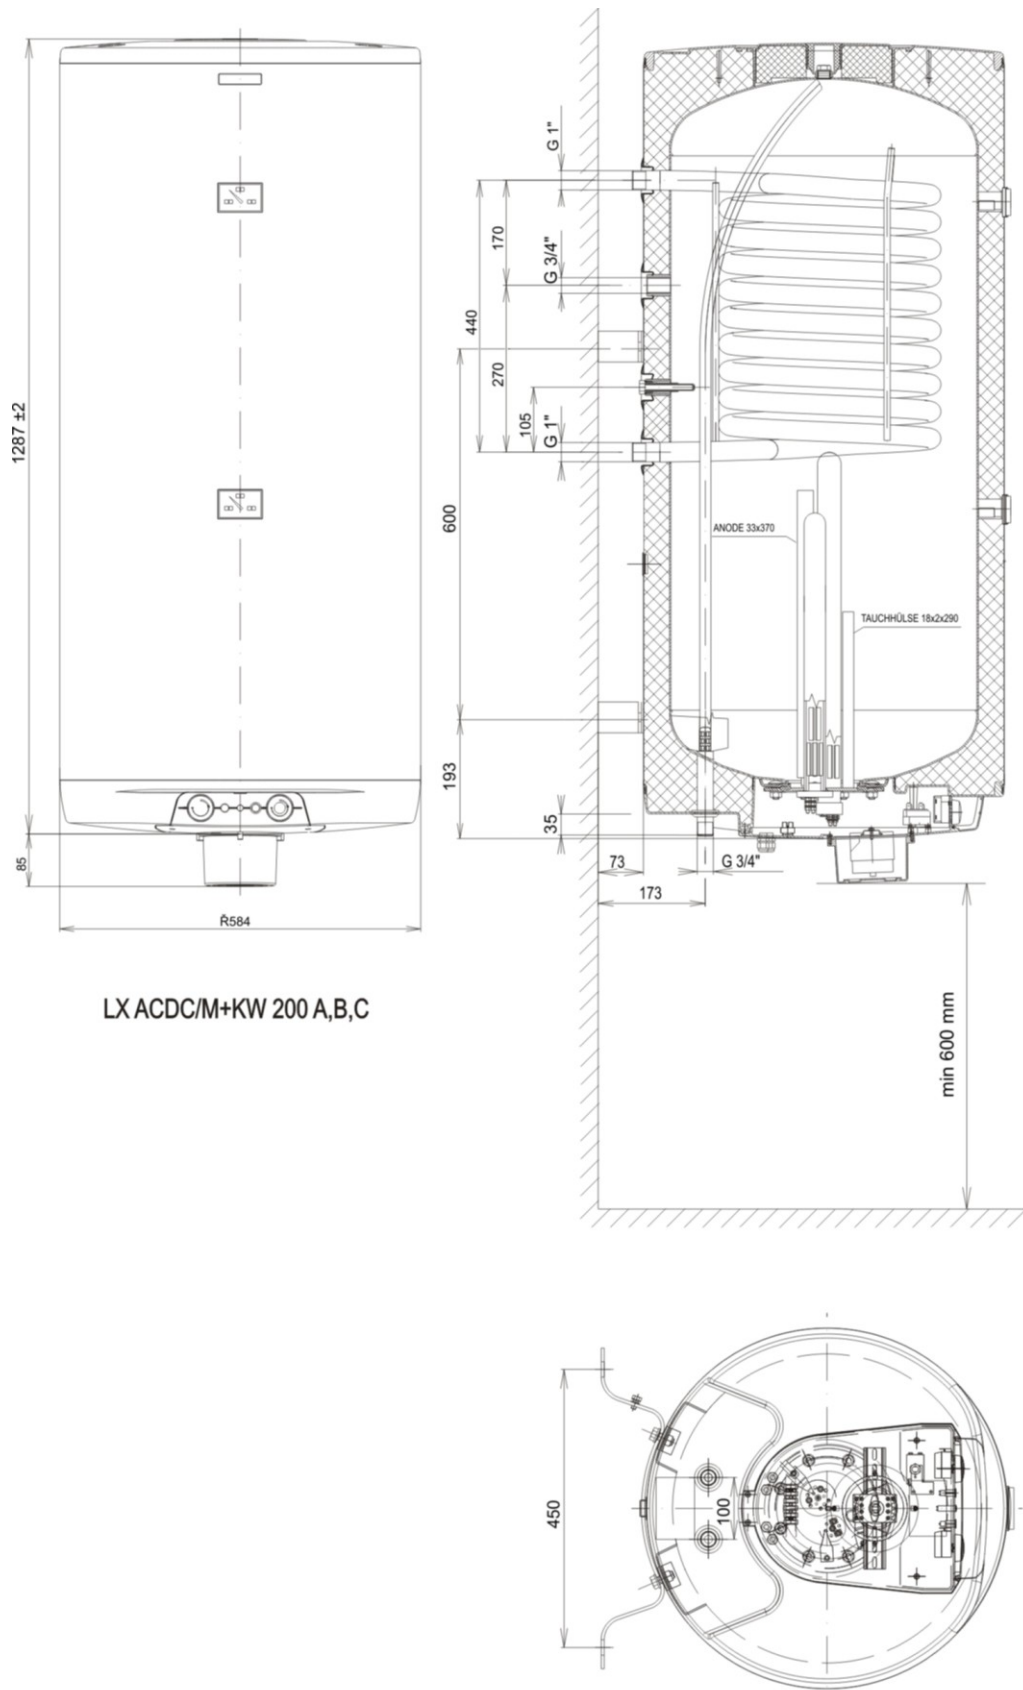 1287 ±2
85
Ř584
LX ACDC/M+KW 200 A,B,C
G 1"
170
G 3/4"
440
270
105
G 1"
600
193
35
73
G 3/4"
173
ANODE 33x370
TAUCHHÜLSE 18x2x290
min 600 mm
450
100